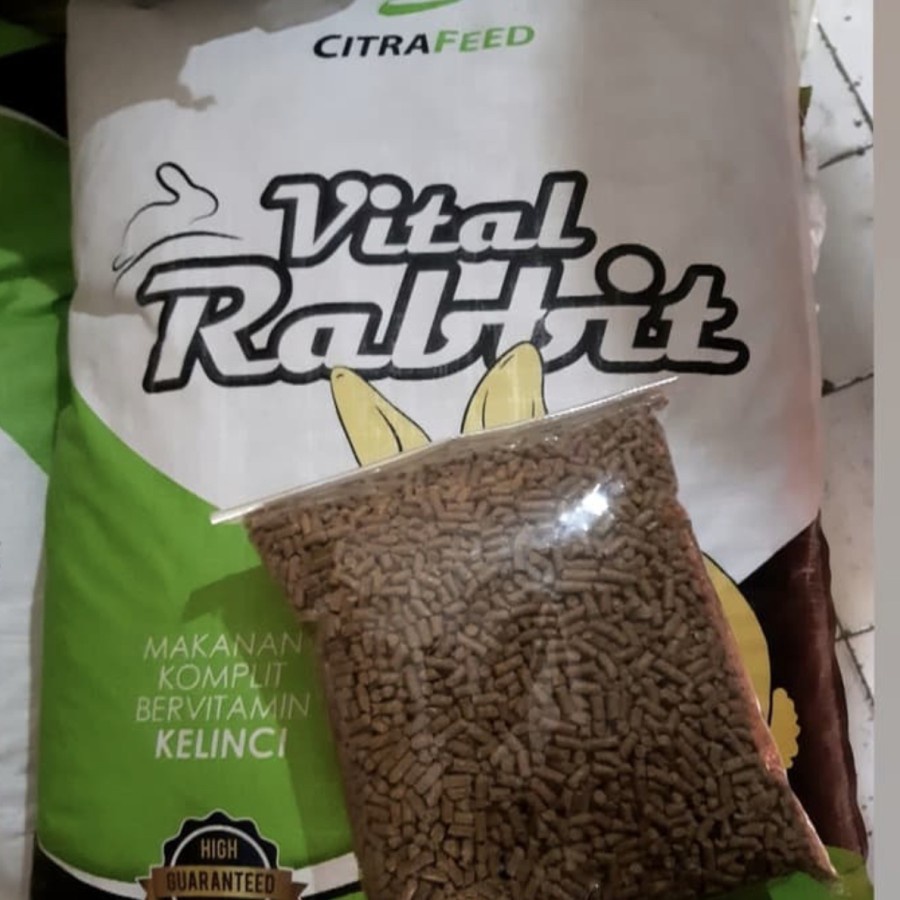 CITRAFEED
Vital
Rabbit
MAKANAN
KOMPLIT
BERVITAMIN
KELINCI
HIGH
GUARANTEED